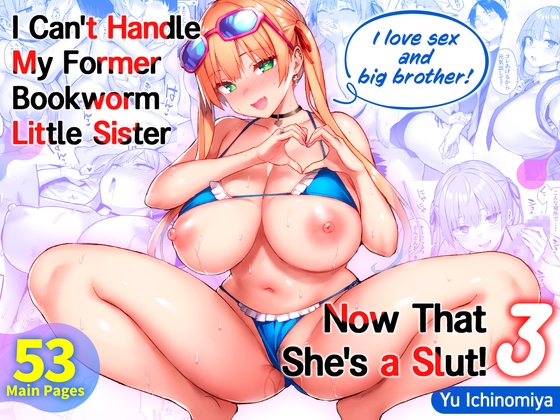 I Can't Handle
My Former
Bookworm
Little Sister
I love sex
and
big brother!
Now That
She's a Slut!
3
53
Main Pages
Yu Ichinomiya